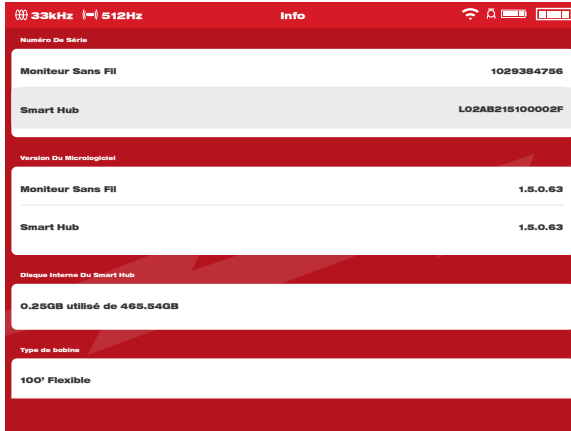 33kHz 512Hz Info
Numéro De Série
Moniteur Sans Fil 1029384756
Smart Hub L02AB215100002F
Version Du Micrologiciel
Moniteur Sans Fil 1.5.0.63
Smart Hub 1.5.0.63
Disque Interne Du Smart Hub
0.25GB utilisé de 465.54GB
Type de bobine
100' Flexible